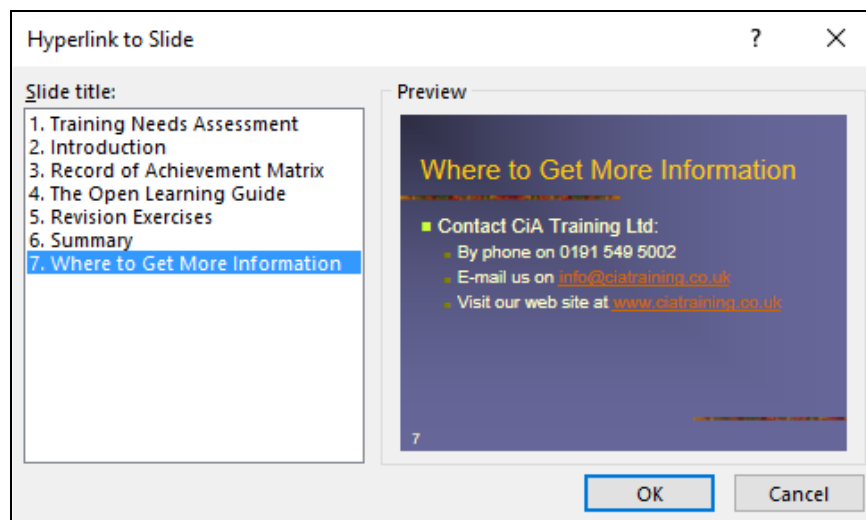 Hyperlink to Slide
?
Slide title:
1. Training Needs Assessment
2. Introduction
3. Record of Achievement Matrix
4. The Open Learning Guide
5. Revision Exercises
6. Summary
7. Where to Get More Information
Preview
Where to Get More Information
Contact CiA Training Ltd:
By phone on 0191 549 5002
E-mail us on info@ciatraining.co.uk
Visit our web site at www.ciatraining.co.uk
7
OK
Cancel